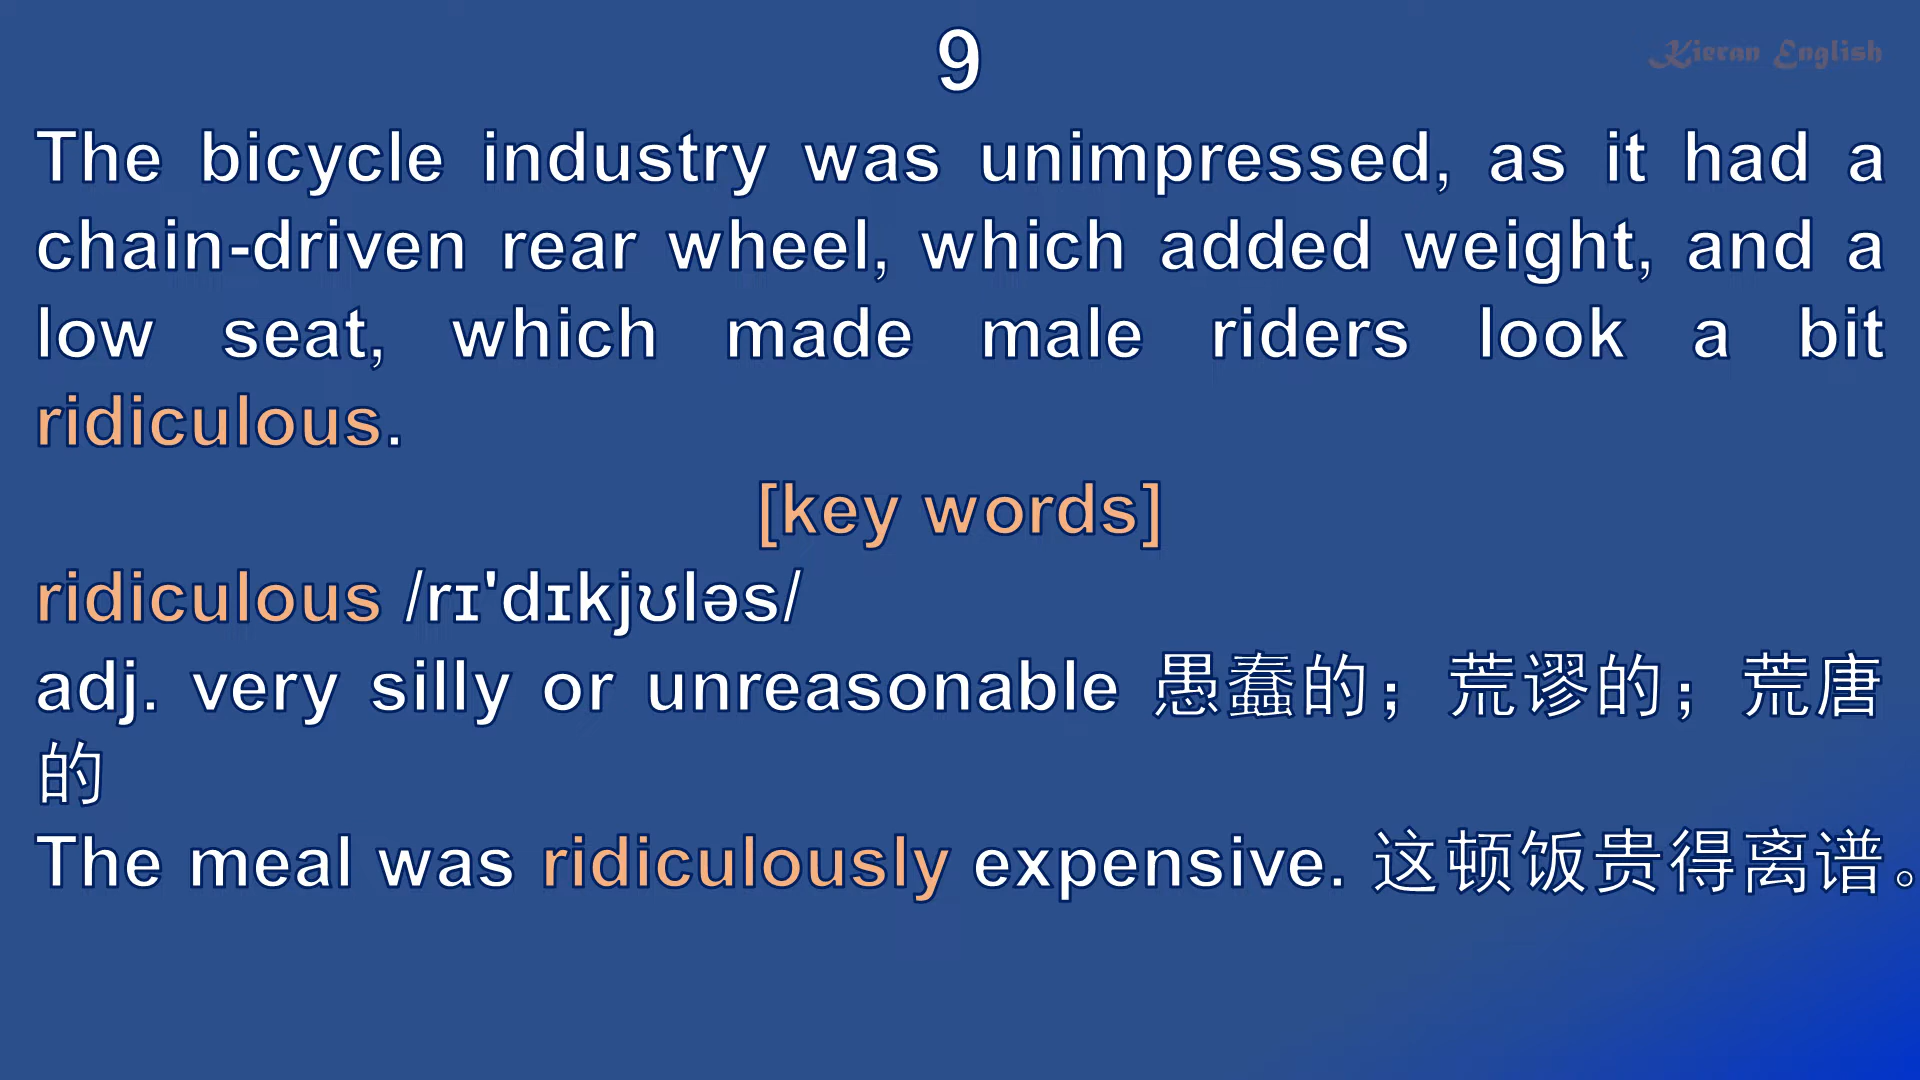 9
Kieran English
The bicycle industry was unimpressed, as it had a
chain-driven rear wheel, which added weight, and a
low seat, which made male riders look a bit
ridiculous.
[key words]
ridiculous /rɪ'dɪkjʊləs/
adj. very silly or unreasonable 愚蠢的；荒谬的；荒唐
的
The meal was ridiculously expensive. 这顿饭贵得离谱。